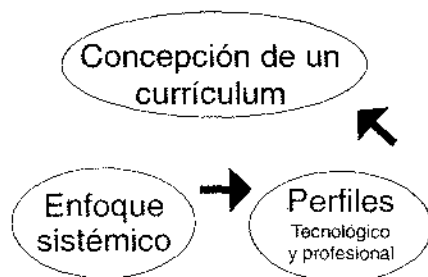 Concepción de un
currículum
Enfoque
sistémico
Perfiles
Tecnológico
y profesional